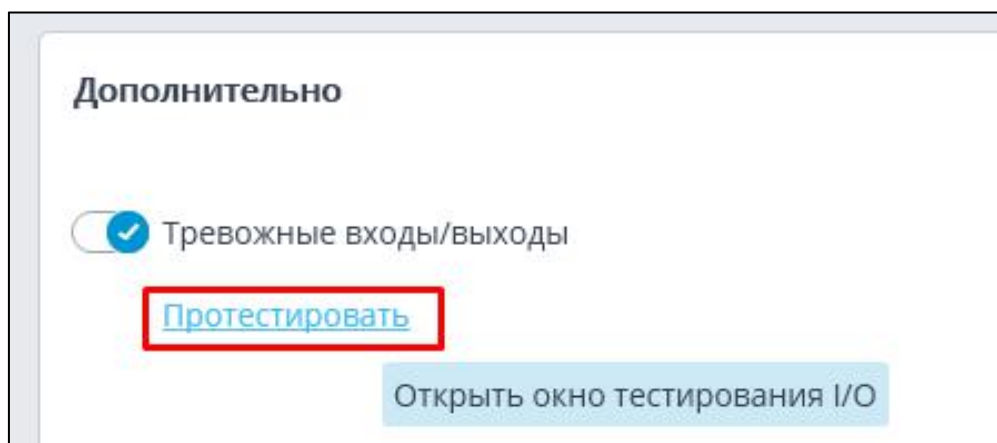 Дополнительно
Тревожные входы/выходы
Протестировать
Открыть окно тестирования I/O